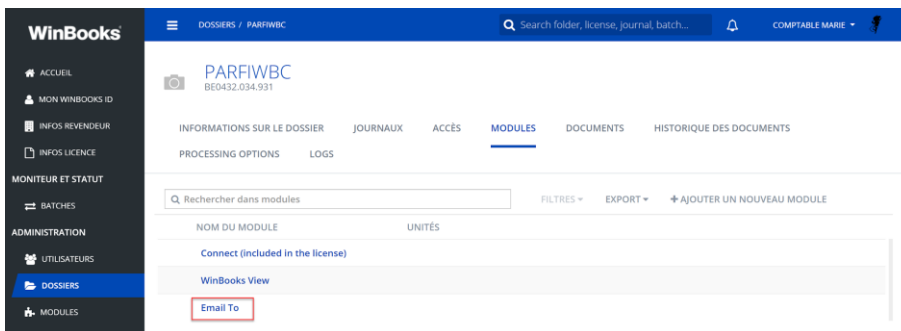 WinBooks
DOSSIERS / PARFIWBC
Search folder, license, journal, batch...
COMPTABLE MARIE
ACCUEIL
MON WINBOOKS ID
INFOS REVENDEUR
INFOS LICENCE
MONITEUR ET STATUT
BATCHES
ADMINISTRATION
UTILISATEURS
DOSSIERS
MODULES
PARFIWBC
BE0432.034.931
INFORMATIONS SUR LE DOSSIER JOURNAUX ACCÈS MODULES DOCUMENTS HISTORIQUE DES DOCUMENTS
PROCESSING OPTIONS LOGS
Rechercher dans modules
FILTRES EXPORT + AJOUTER UN NOUVEAU MODULE
NOM DU MODULE UNITÉS
Connect (included in the license)
WinBooks View
Email To